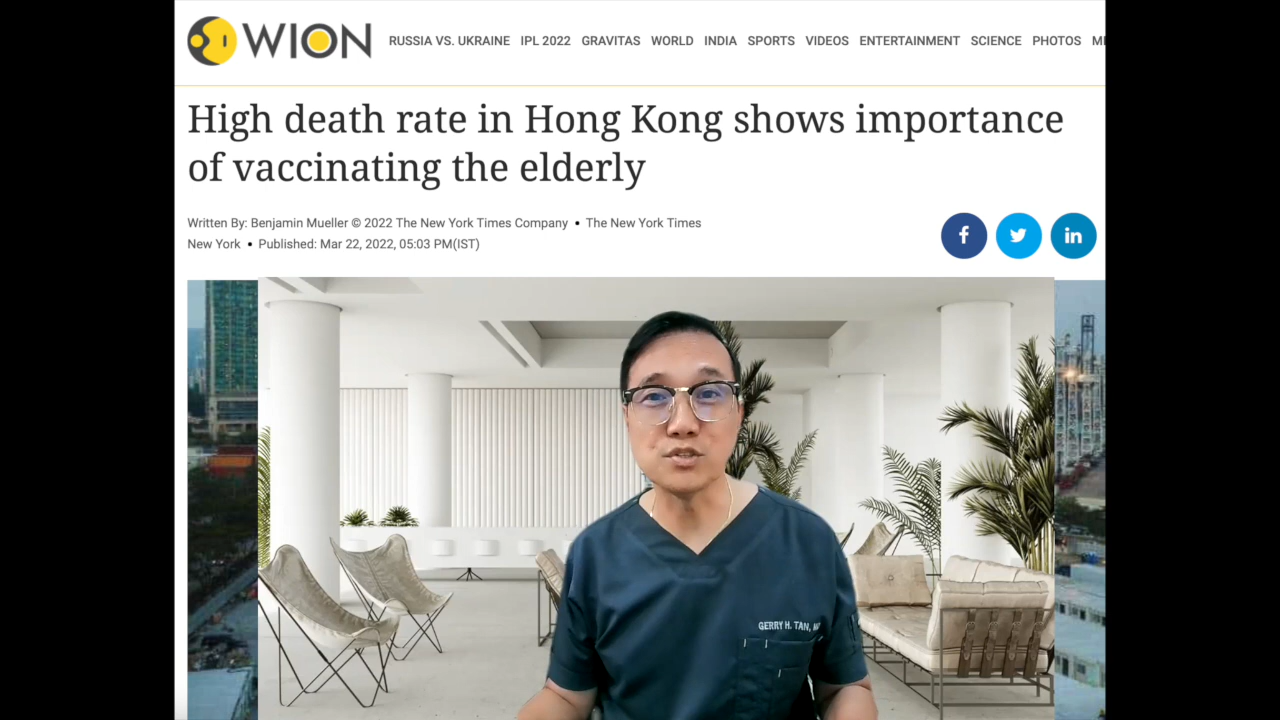 WION
RUSSIA VS. UKRAINE IPL 2022 GRAVITAS WORLD INDIA SPORTS VIDEOS ENTERTAINMENT SCIENCE PHOTOS
High death rate in Hong Kong shows importance
of vaccinating the elderly
Written By: Benjamin Mueller © 2022 The New York Times Company • The New York Times
New York • Published: Mar 22, 2022, 05:03 PM(IST)
GERRY H. TAN,